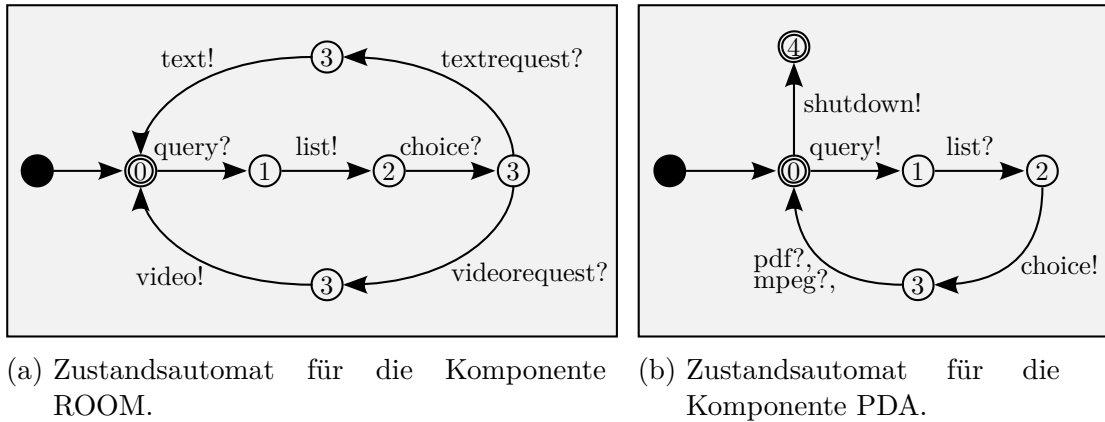 3
text!
textrequest?
query?
list!
choice?
0
1
2
3
video!
videorequest?
3
4
shutdown!
query!
list?
0
1
2
pdf?,
mpeg?,
choice!
3
(a) Zustandsautomat für die Komponente
ROOM.
(b) Zustandsautomat für die
Komponente PDA.